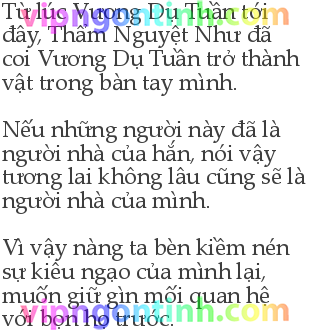 Từ lúc Vương Dụ Tuần tới
đây, Thẩm Nguyệt Như đã
coi Vương Dụ Tuần trở thành
vật trong bàn tay mình.
Nếu những người này đã là
người nhà của hắn, nói vậy
tương lai không lâu cũng sẽ là
người nhà của mình.
Vì vậy nàng ta bèn kiềm nén
sự kiêu ngạo của mình lại,
muốn giữ gìn mối quan hệ
với bọn họ trước.
vipngontinh.com
vipngontinh.com